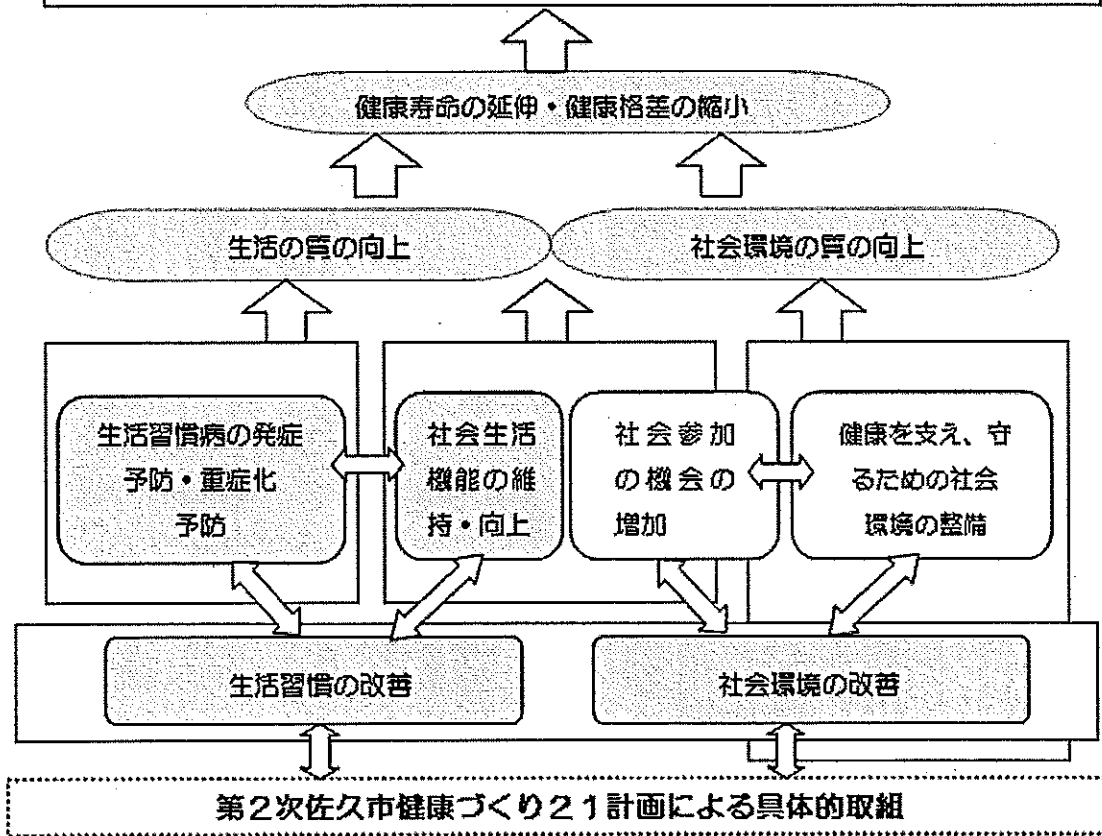 健康寿命の延伸・健康格差の縮小
生活の質の向上
社会環境の質の向上
生活習慣病の発症
予防・重症化
予防
社会生活
機能の維
持・向上
社会参加
の機会の
増加
健康を支え、守
るための社会
環境の整備
生活習慣の改善
社会環境の改善
第2次佐久市健康づくり21計画による具体的取組